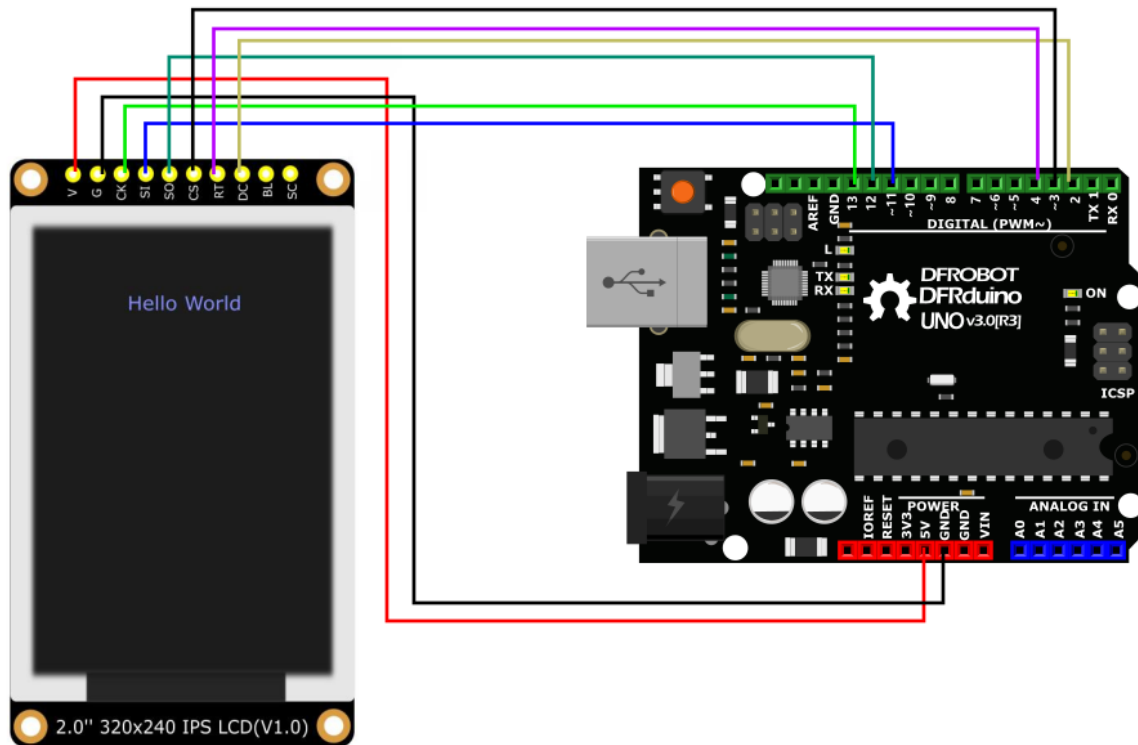 V G CK SI SO CS RT DC BL SC
Hello World
2.0'' 320x240 IPS LCD(V1.0)
AREF GND 13 12 ~11 ~10 ~9 8 7 ~6 ~5 4 ~3 2 TX 1 RX 0
DIGITAL (PWM~)
L
TX
RX
DFROBOT
DFRduino
UNO v3.0[R3]
ON
ICSP
POWER
ANALOG IN
IOREF RESET 3V3 5V GND GND VIN A0 A1 A2 A3 A4 A5